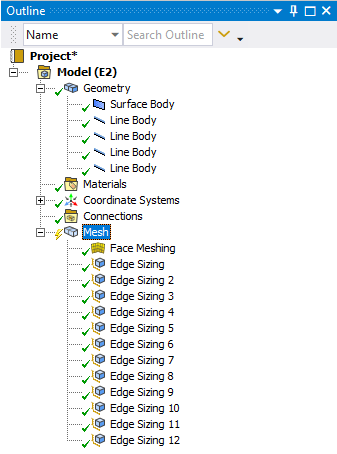 Outline
Name Search Outline
Project*
Model (E2)
Geometry
Surface Body
Line Body
Line Body
Line Body
Line Body
Materials
Coordinate Systems
Connections
Mesh
Face Meshing
Edge Sizing
Edge Sizing 2
Edge Sizing 3
Edge Sizing 4
Edge Sizing 5
Edge Sizing 6
Edge Sizing 7
Edge Sizing 8
Edge Sizing 9
Edge Sizing 10
Edge Sizing 11
Edge Sizing 12